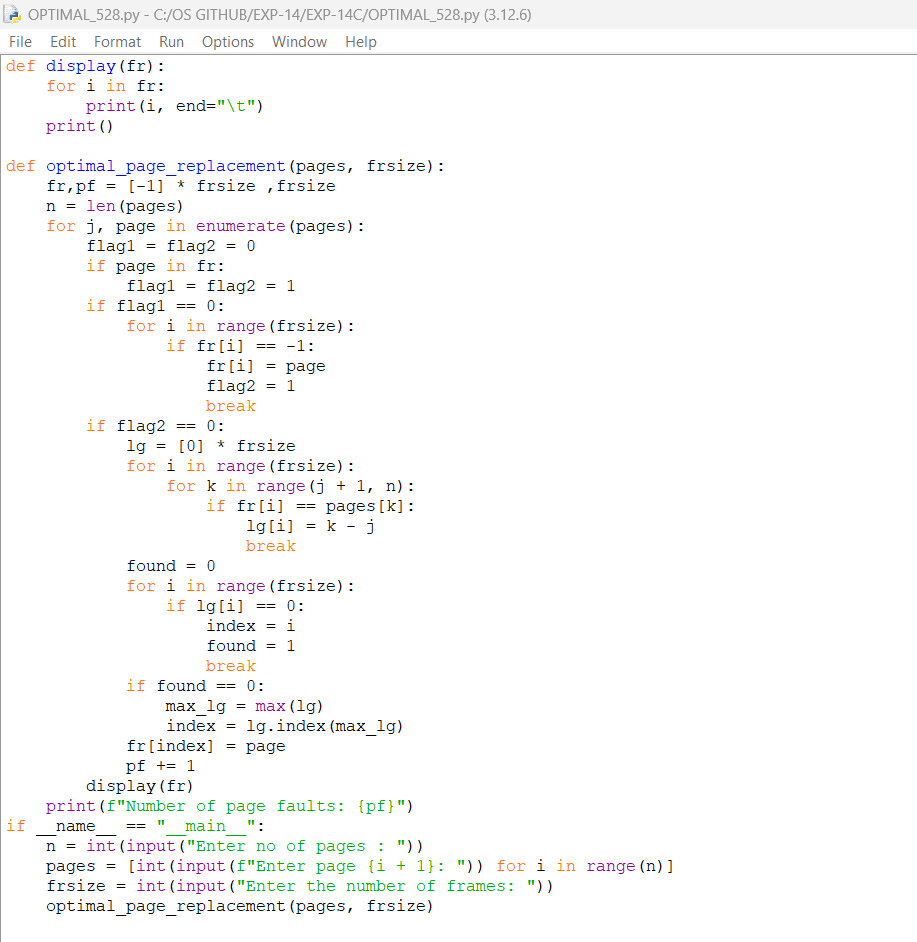 OPTIMAL_528.py - C:/OS GITHUB/EXP-14/EXP-14C/OPTIMAL_528.py (3.12.6)
File Edit Format Run Options Window Help
def display(fr):
    for i in fr:
        print(i, end="\t")
    print()

def optimal_page_replacement(pages, frsize):
    fr,pf = [-1] * frsize ,frsize
    n = len(pages)
    for j, page in enumerate(pages):
        flag1 = flag2 = 0
        if page in fr:
            flag1 = flag2 = 1
        if flag1 == 0:
            for i in range(frsize):
                if fr[i] == -1:
                    fr[i] = page
                    flag2 = 1
                    break
        if flag2 == 0:
            lg = [0] * frsize
            for i in range(frsize):
                for k in range(j + 1, n):
                    if fr[i] == pages[k]:
                        lg[i] = k - j
                        break
            found = 0
            for i in range(frsize):
                if lg[i] == 0:
                    index = i
                    found = 1
                    break
            if found == 0:
                max_lg = max(lg)
                index = lg.index(max_lg)
            fr[index] = page
            pf += 1
        display(fr)
    print(f"Number of page faults: {pf}")
if __name__ == "__main__":
    n = int(input("Enter no of pages : "))
    pages = [int(input(f"Enter page {i + 1}: ")) for i in range(n)]
    frsize = int(input("Enter the number of frames: "))
    optimal_page_replacement(pages, frsize)